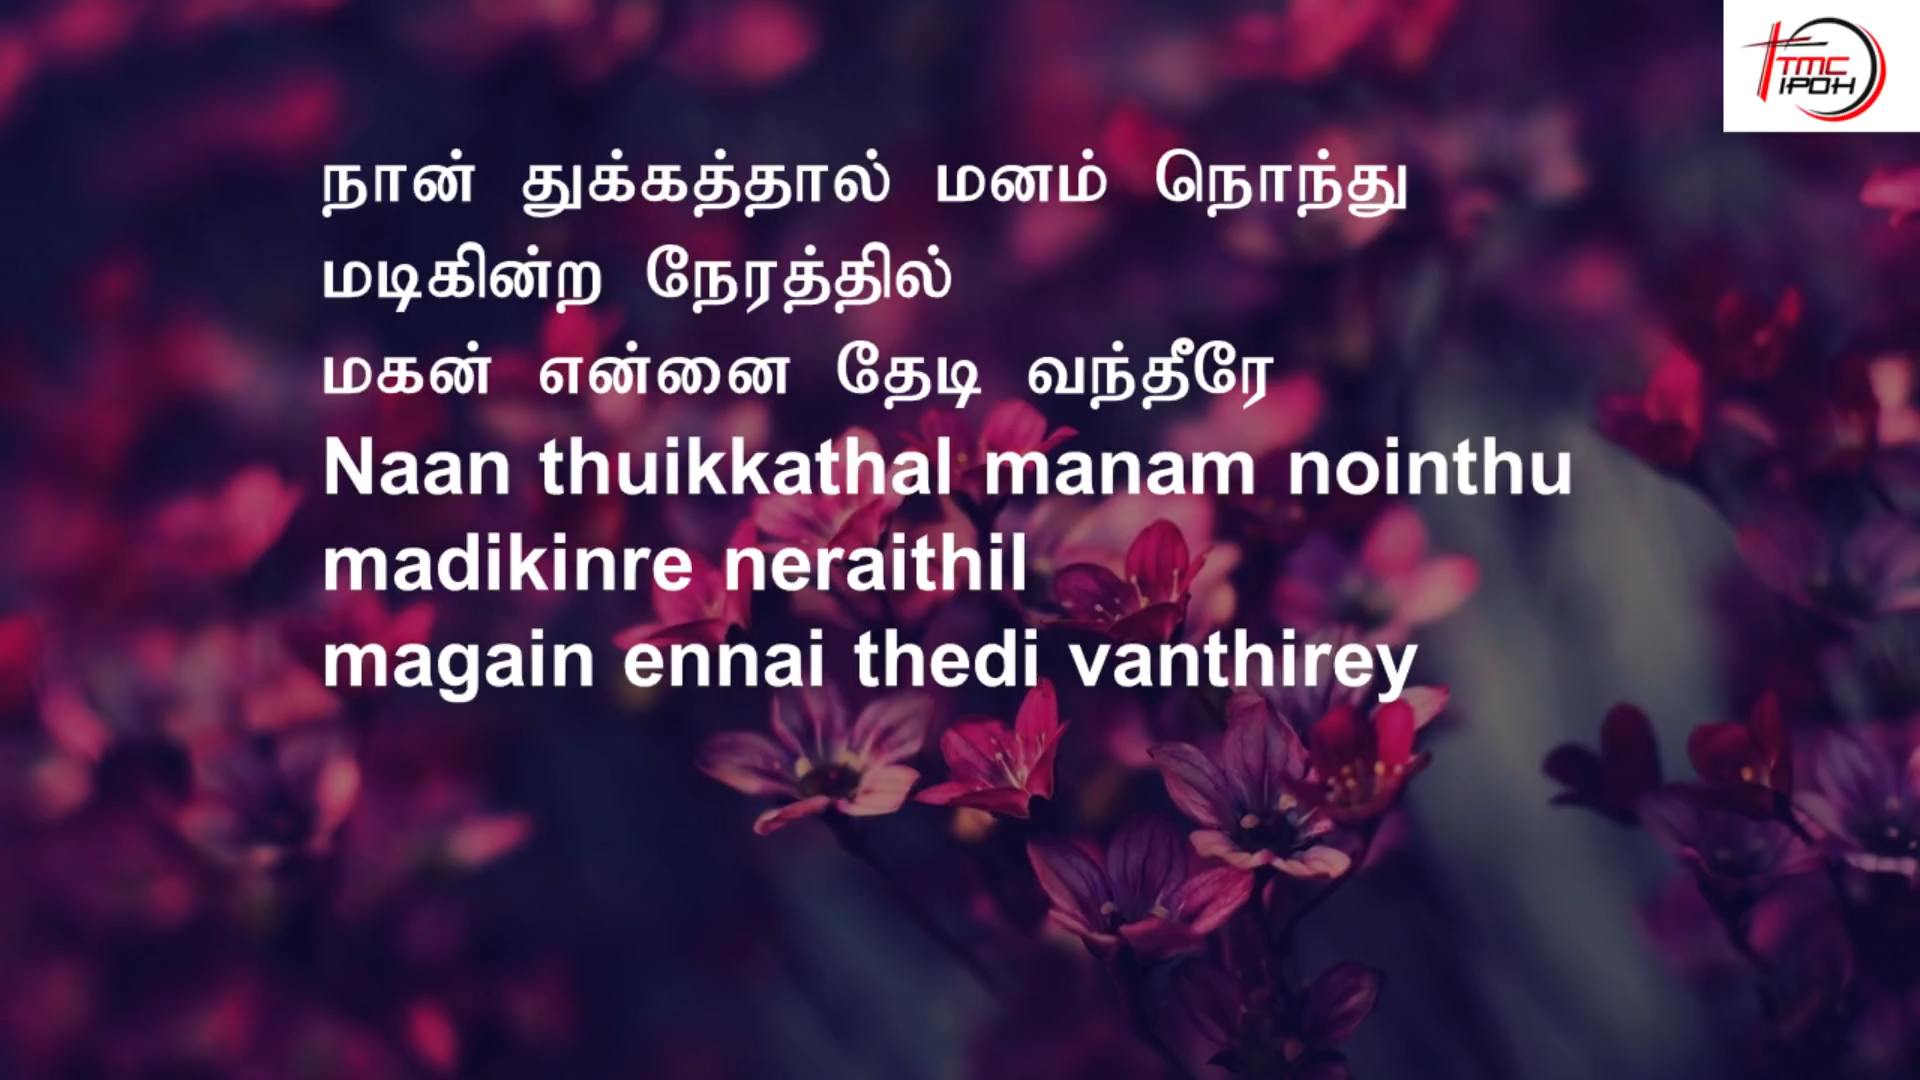 TMC
IPOH
நான் துக்கத்தால் மனம் நொந்து
மடிகின்ற நேரத்தில்
மகன் என்னை தேடி வந்தீரே
Naan thuikkathal manam nointhu
madikinre neraithil
magain ennai thedi vanthirey